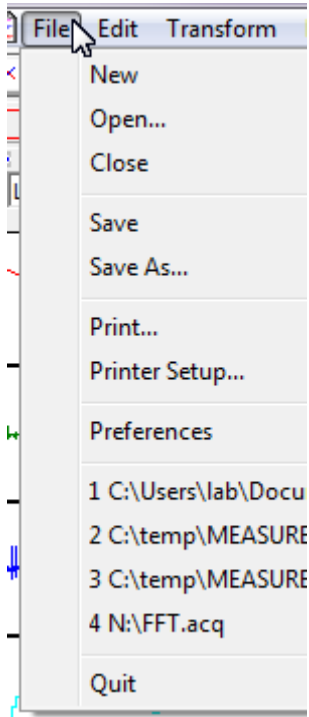 File Edit Transform
New
Open...
Close
Save
Save As...
Print...
Printer Setup...
Preferences
1 C:\Users\lab\Docu
2 C:\temp\MEASURE
3 C:\temp\MEASURE
4 N:\FFT.acq
Quit